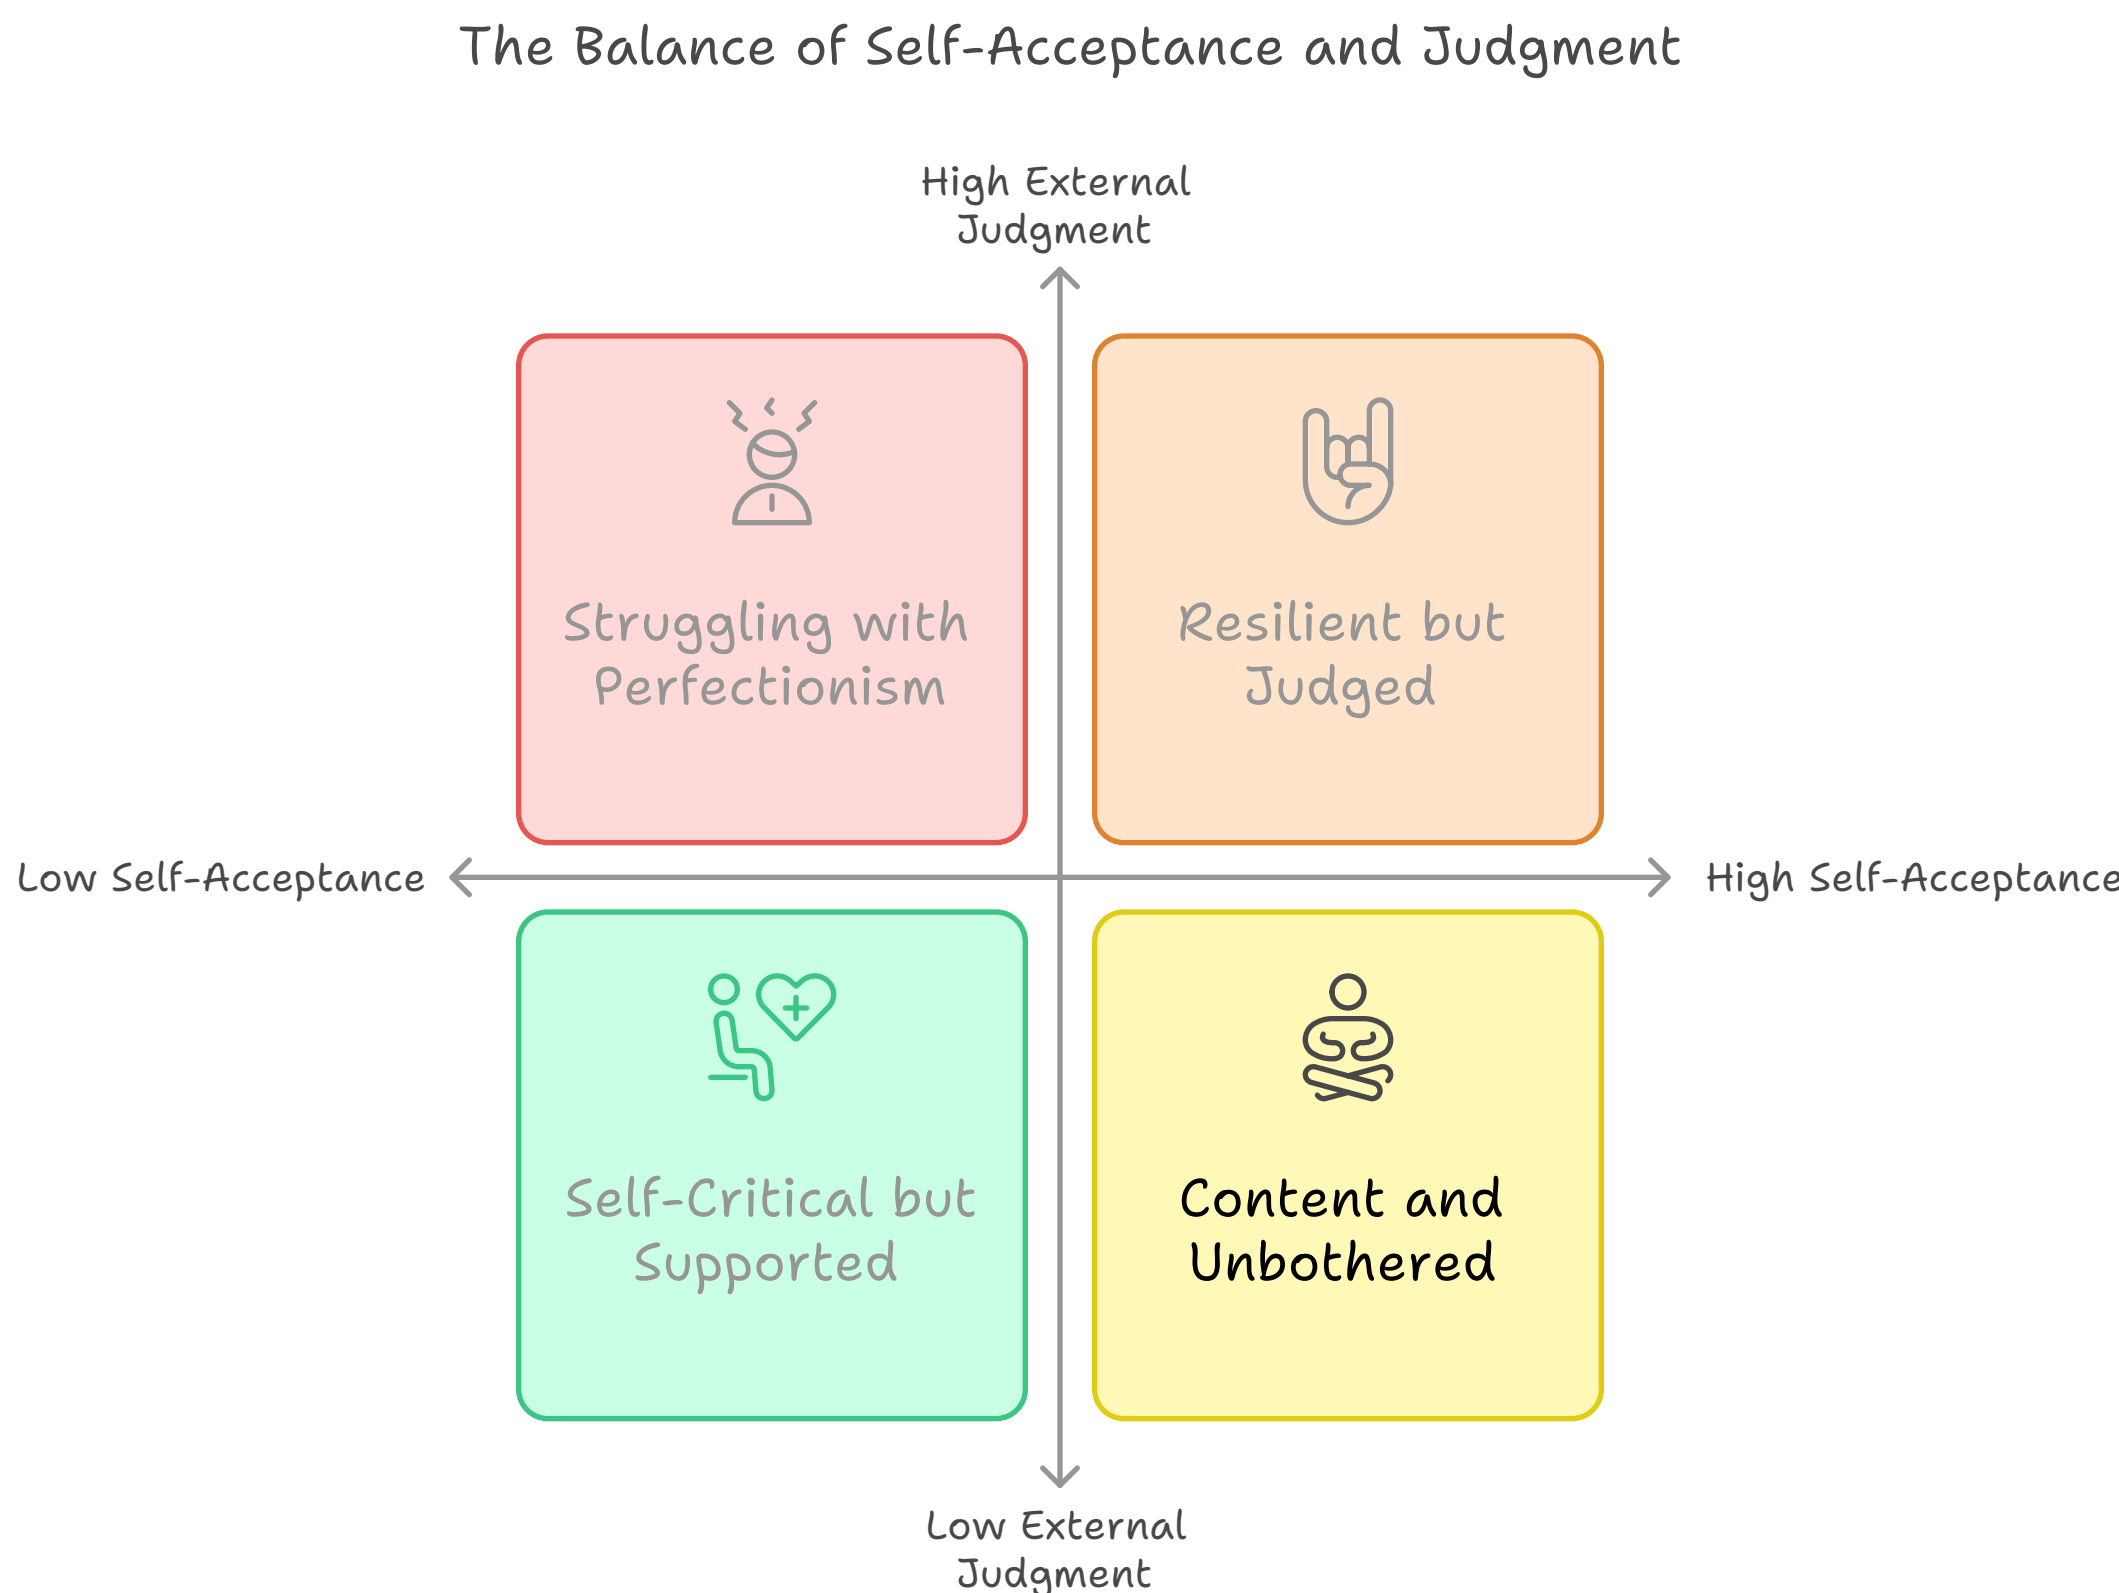 The Balance of Self-Acceptance and Judgment
High External
Judgment
Struggling with
Perfectionism
Resilient but
Judged
Low Self-Acceptance
High Self-Acceptance
Self-Critical but
Supported
Content and
Unbothered
Low External
Judgment